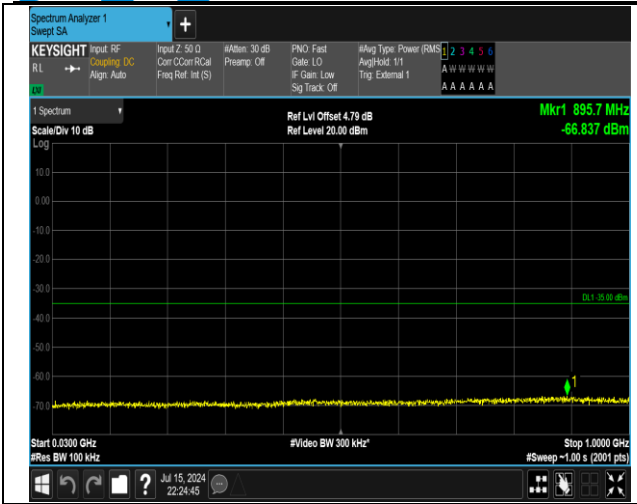 Spectrum Analyzer 1
Swept SA
+
KEYSIGHT
RL
LXI
Input: RF
Coupling: DC
Align: Auto
Input Z: 50 Ω
Corr CCorr RCal
Freq Ref: Int (S)
#Atten: 30 dB
Preamp: Off
PNO: Fast
Gate: LO
IF Gain: Low
Sig Track: Off
#Avg Type: Power (RMS
Avg|Hold: 1/1
Trig: External 1
1 2 3 4 5 6
A W W W W W
A A A A A A
1 Spectrum
Scale/Div 10 dB
Log
Ref Lvl Offset 4.79 dB
Ref Level 20.00 dBm
Mkr1 895.7 MHz
-66.837 dBm
10.0
0.00
-10.0
-20.0
-30.0
DL1 -35.00 dBm
-40.0
-50.0
-60.0
1
-70.0
Start 0.0300 GHz
#Res BW 100 kHz
#Video BW 300 kHz*
Stop 1.0000 GHz
#Sweep ~1.00 s (2001 pts)
?
Jul 15, 2024
22:24:45